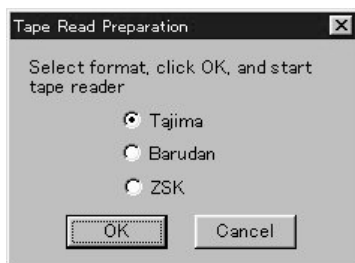 Tape Read Preparation
Select format, click OK, and start
tape reader
Tajima
Barudan
ZSK
OK
Cancel